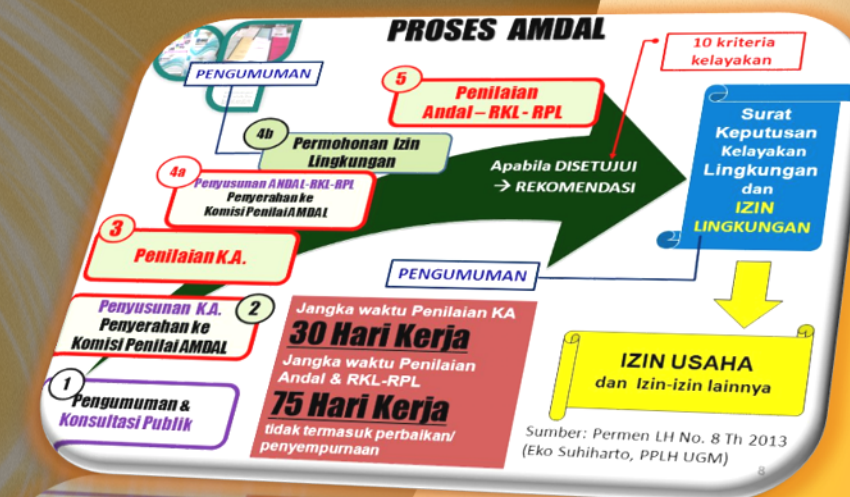 PROSES AMDAL
10 kriteria
kelayakan
PENGUMUMAN
5
Penilaian
Andal – RKL - RPL
4b
Permohonan Izin
Lingkungan
4a
Penyusunan ANDAL-RKL-RPL
Penyerahan ke
Komisi Penilai AMDAL
Apabila DISETUJUI
→ REKOMENDASI
Surat
Keputusan
Kelayakan
Lingkungan
dan
IZIN
LINGKUNGAN
3
Penilaian K.A.
PENGUMUMAN
Penyusunan K.A.
Penyerahan ke
Komisi Penilai AMDAL
2
Jangka waktu Penilaian KA
30 Hari Kerja
Jangka waktu Penilaian
Andal & RKL-RPL
75 Hari Kerja
tidak termasuk perbaikan/
penyempurnaan
1
Pengumuman &
Konsultasi Publik
IZIN USAHA
dan Izin-izin lainnya
Sumber: Permen LH No. 8 Th 2013
(Eko Suhiharto, PPLH UGM)
8